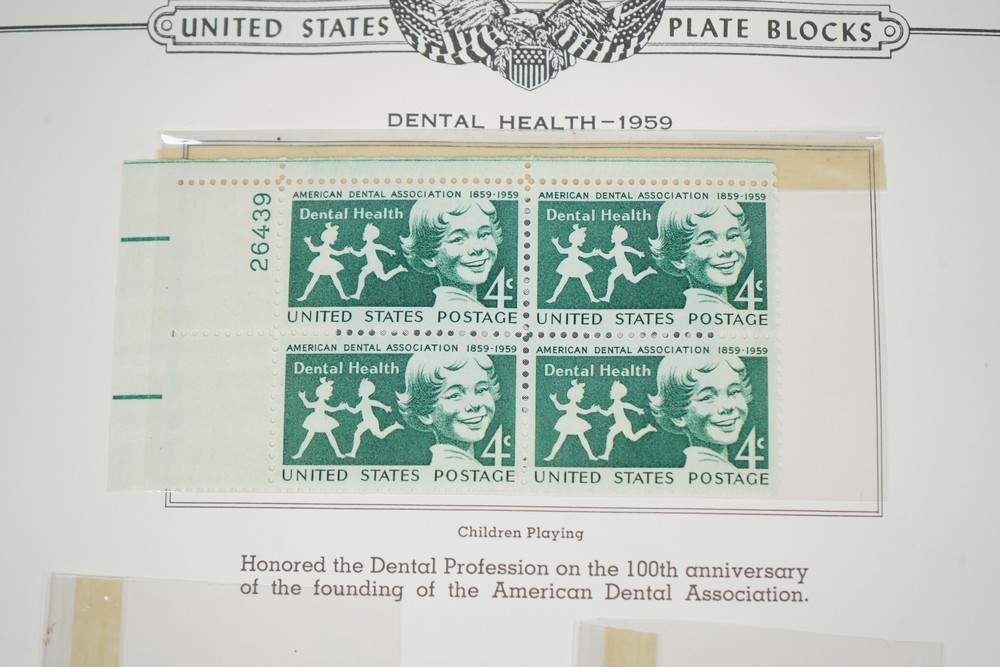 UNITED STATES PLATE BLOCKS
DENTAL HEALTH-1959
26439
AMERICAN DENTAL ASSOCIATION 1859-1959
Dental Health
4c
UNITED STATES POSTAGE
AMERICAN DENTAL ASSOCIATION 1859-1959
Dental Health
4c
UNITED STATES POSTAGE
AMERICAN DENTAL ASSOCIATION 1859-1959
Dental Health
4c
UNITED STATES POSTAGE
AMERICAN DENTAL ASSOCIATION 1859-1959
Dental Health
4c
UNITED STATES POSTAGE
Children Playing
Honored the Dental Profession on the 100th anniversary
of the founding of the American Dental Association.